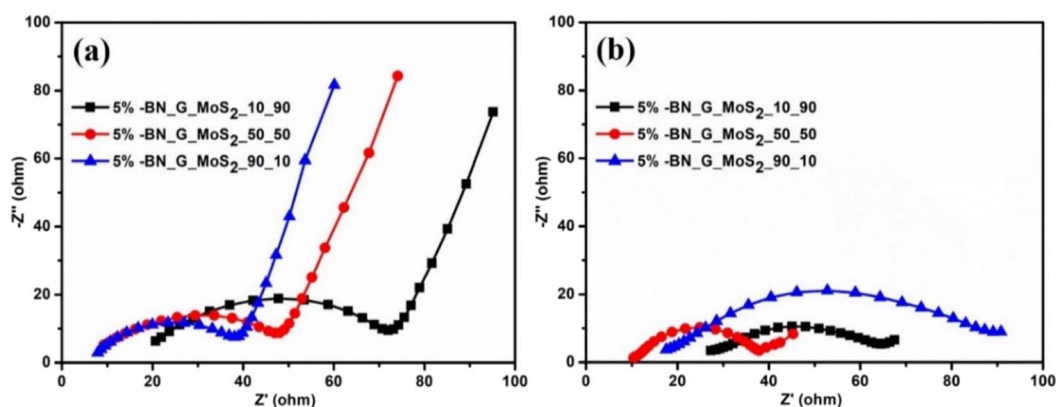 (a)
100
80
60
40
20
0
-Z'' (ohm)
5% -BN_G_MoS2_10_90
5% -BN_G_MoS2_50_50
5% -BN_G_MoS2_90_10
0 20 40 60 80 100
Z' (ohm)
(b)
100
80
60
40
20
0
-Z'' (ohm)
5% -BN_G_MoS2_10_90
5% -BN_G_MoS2_50_50
5% -BN_G_MoS2_90_10
0 20 40 60 80 100
Z' (ohm)